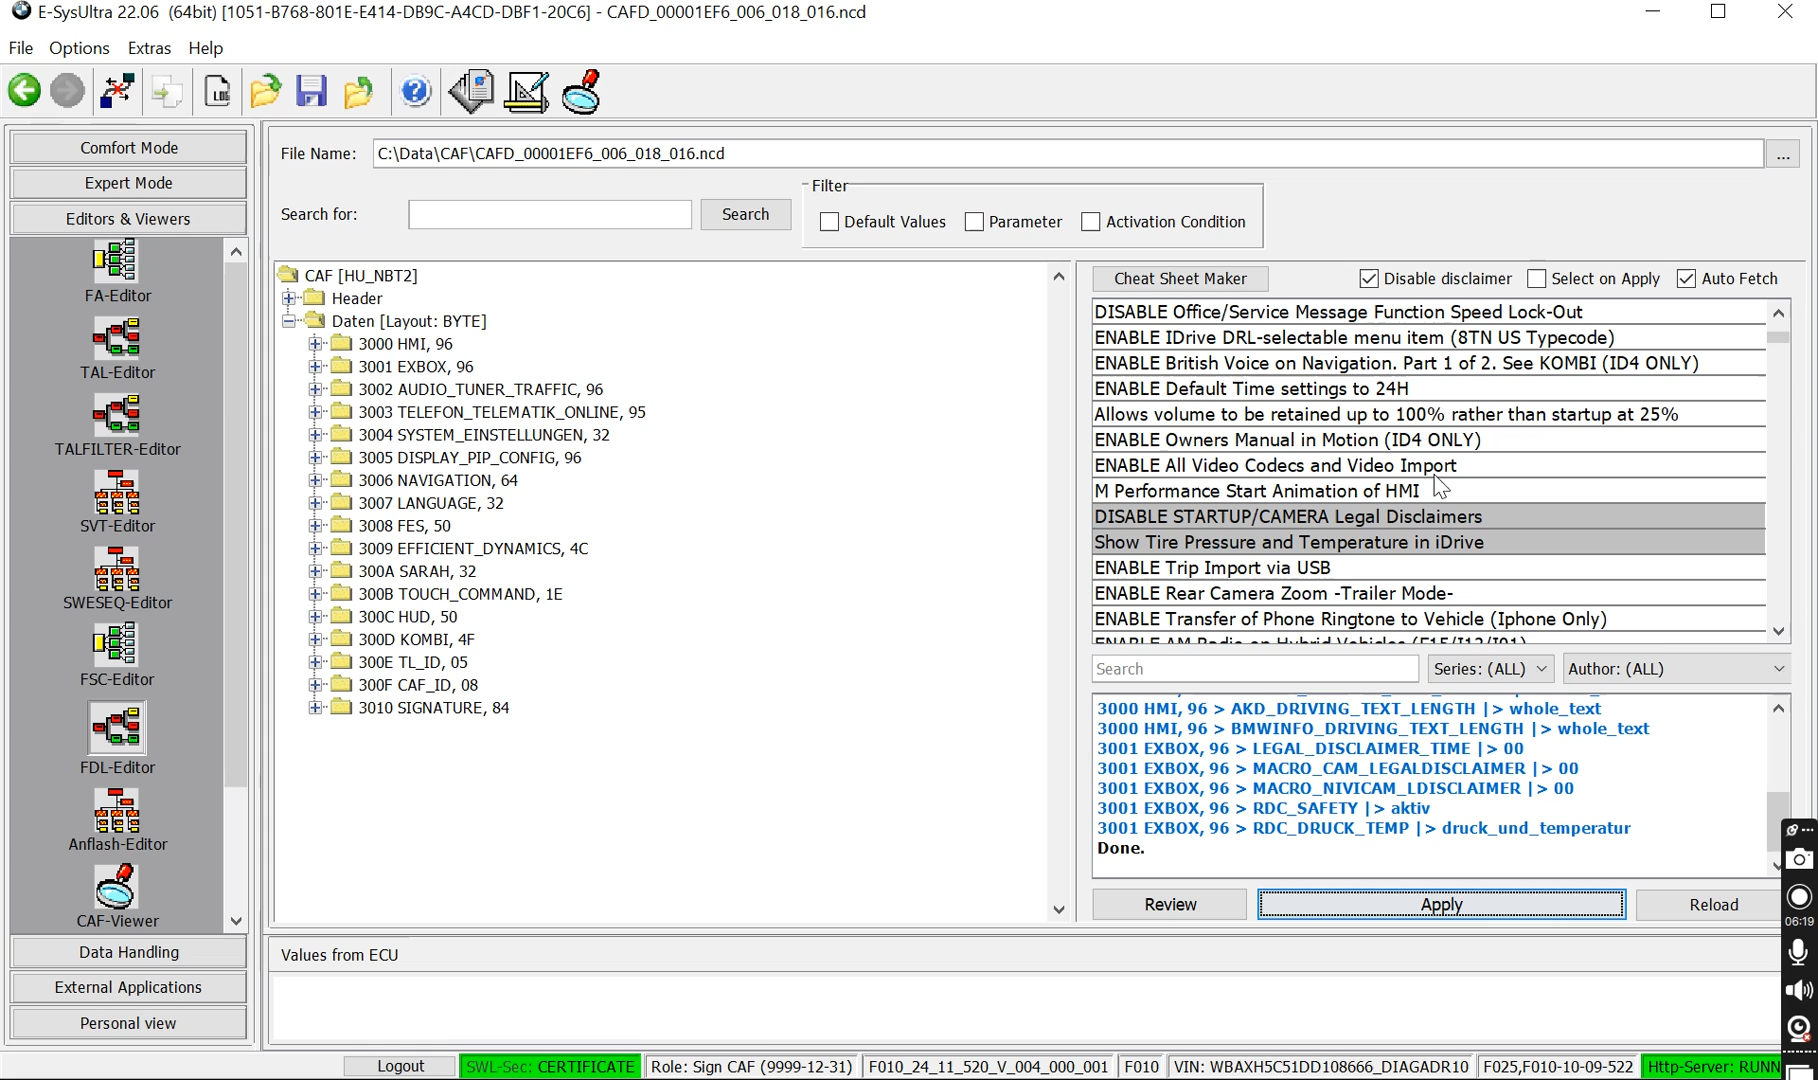 E-SysUltra 22.06 (64bit) [1051-B768-801E-E414-DB9C-A4CD-DBF1-20C6] - CAFD_00001EF6_006_018_016.ncd
File Options Extras Help
LOG
Comfort Mode
Expert Mode
Editors & Viewers
FA-Editor
TAL-Editor
TALFILTER-Editor
SVT-Editor
SWESEQ-Editor
FSC-Editor
FDL-Editor
Anflash-Editor
CAF-Viewer
Data Handling
External Applications
Personal view
File Name: C:\Data\CAF\CAFD_00001EF6_006_018_016.ncd ...
Search for: Search
Filter
Default Values Parameter Activation Condition
CAF [HU_NBT2]
Header
Daten [Layout: BYTE]
3000 HMI, 96
3001 EXBOX, 96
3002 AUDIO_TUNER_TRAFFIC, 96
3003 TELEFON_TELEMATIK_ONLINE, 95
3004 SYSTEM_EINSTELLUNGEN, 32
3005 DISPLAY_PIP_CONFIG, 96
3006 NAVIGATION, 64
3007 LANGUAGE, 32
3008 FES, 50
3009 EFFICIENT_DYNAMICS, 4C
300A SARAH, 32
300B TOUCH_COMMAND, 1E
300C HUD, 50
300D KOMBI, 4F
300E TL_ID, 05
300F CAF_ID, 08
3010 SIGNATURE, 84
Cheat Sheet Maker Disable disclaimer Select on Apply Auto Fetch
DISABLE Office/Service Message Function Speed Lock-Out
ENABLE IDrive DRL-selectable menu item (8TN US Typecode)
ENABLE British Voice on Navigation. Part 1 of 2. See KOMBI (ID4 ONLY)
ENABLE Default Time settings to 24H
Allows volume to be retained up to 100% rather than startup at 25%
ENABLE Owners Manual in Motion (ID4 ONLY)
ENABLE All Video Codecs and Video Import
M Performance Start Animation of HMI
DISABLE STARTUP/CAMERA Legal Disclaimers
Show Tire Pressure and Temperature in iDrive
ENABLE Trip Import via USB
ENABLE Rear Camera Zoom -Trailer Mode-
ENABLE Transfer of Phone Ringtone to Vehicle (Iphone Only)
ENABLE AM Radio on Hybrid Vehicles (F15/I12/I01)
Search Series: (ALL) Author: (ALL)
3000 HMI, 96 > AKD_DRIVING_TEXT_LENGTH |> whole_text
3000 HMI, 96 > BMWINFO_DRIVING_TEXT_LENGTH |> whole_text
3001 EXBOX, 96 > LEGAL_DISCLAIMER_TIME |> 00
3001 EXBOX, 96 > MACRO_CAM_LEGALDISCLAIMER |> 00
3001 EXBOX, 96 > MACRO_NIVICAM_LDISCLAIMER |> 00
3001 EXBOX, 96 > RDC_SAFETY |> aktiv
3001 EXBOX, 96 > RDC_DRUCK_TEMP |> druck_und_temperatur
Done.
Review Apply Reload
06:19
Values from ECU
Logout SWL-Sec: CERTIFICATE Role: Sign CAF (9999-12-31) F010_24_11_520_V_004_000_001 F010 VIN: WBAXH5C51DD108666_DIAGADR10 F025,F010-10-09-522 Http-Server: RUNN